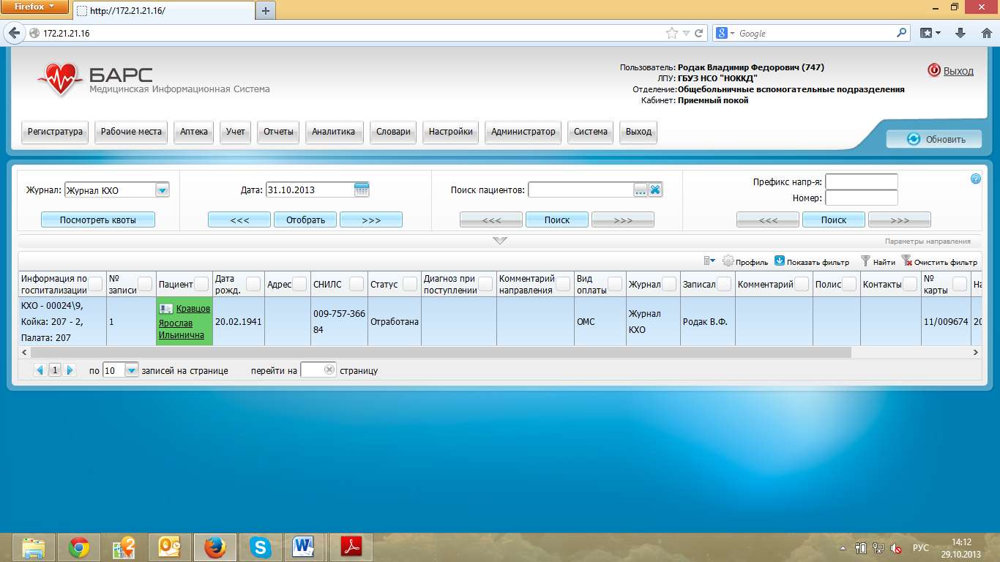 Firefox
http://172.21.21.16/
172.21.21.16
Google
БАРС
Медицинская Информационная Система
Пользователь: Родак Владимир Федорович (747)
ЛПУ: ГБУЗ НСО "НОККД"
Отделение: Общебольничные вспомогательные подразделения
Кабинет: Приемный покой
Выход
Регистратура Рабочие места Аптека Учет Отчеты Аналитика Словари Настройки Администратор Система Выход
Обновить
Журнал: Журнал КХО
Дата: 31.10.2013
Поиск пациентов: ...
Префикс напр-я:
Номер:
Посмотреть квоты
<<< Отобрать >>>
<<< Поиск >>>
<<< Поиск >>>
Параметры направления
Профиль Показать фильтр Найти Очистить фильтр
Информация по госпитализации
№ записи
Пациент
Дата рожд.
Адрес
СНИЛС
Статус
Диагноз при поступлении
Комментарий направления
Вид оплаты
Журнал
Записал
Комментарий
Полис
Контакты
№ карты
На
КХО - 00024\9,
Койка: 207 - 2,
Палата: 207
1
Кравцов
Ярослав
Ильинична
20.02.1941
009-757-366
84
Отработана
ОМС
Журнал
КХО
Родак В.Ф.
11/009674
20
1 по 10 записей на странице перейти на страницу
РУС
14:12
29.10.2013